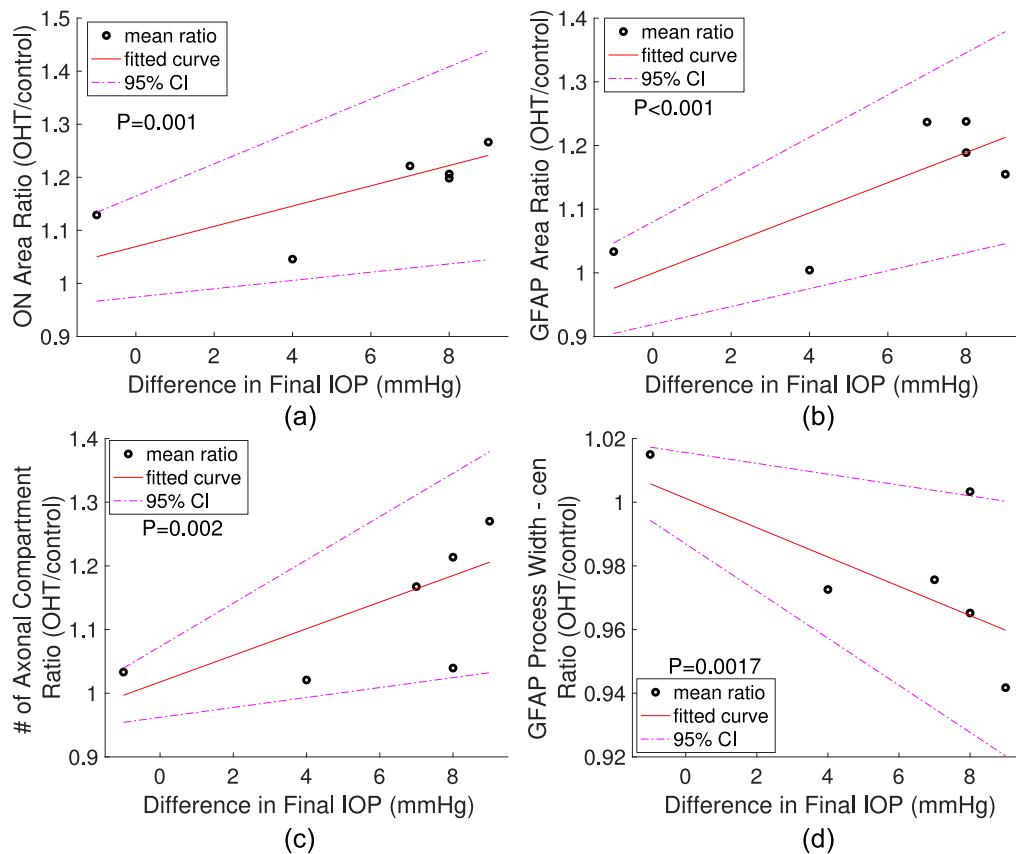 1.5
1.4
1.3
1.2
1.1
1
0.9
ON Area Ratio (OHT/control)
mean ratio
fitted curve
95% CI
P=0.001
0 2 4 6 8
Difference in Final IOP (mmHg)
(a)
1.4
1.3
1.2
1.1
1
0.9
GFAP Area Ratio (OHT/control)
mean ratio
fitted curve
95% CI
P<0.001
0 2 4 6 8
Difference in Final IOP (mmHg)
(b)
1.4
1.3
1.2
1.1
1
0.9
# of Axonal Compartment
Ratio (OHT/control)
mean ratio
fitted curve
95% CI
P=0.002
0 2 4 6 8
Difference in Final IOP (mmHg)
(c)
1.02
1
0.98
0.96
0.94
0.92
GFAP Process Width - cen
Ratio (OHT/control)
P=0.0017
mean ratio
fitted curve
95% CI
0 2 4 6 8
Difference in Final IOP (mmHg)
(d)